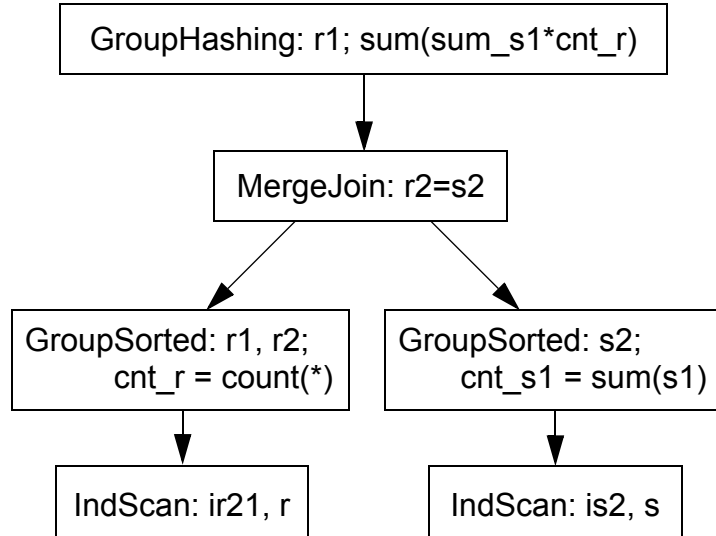 GroupHashing: r1; sum(sum_s1*cnt_r)
MergeJoin: r2=s2
GroupSorted: r1, r2;
cnt_r = count(*)
GroupSorted: s2;
cnt_s1 = sum(s1)
IndScan: ir21, r
IndScan: is2, s